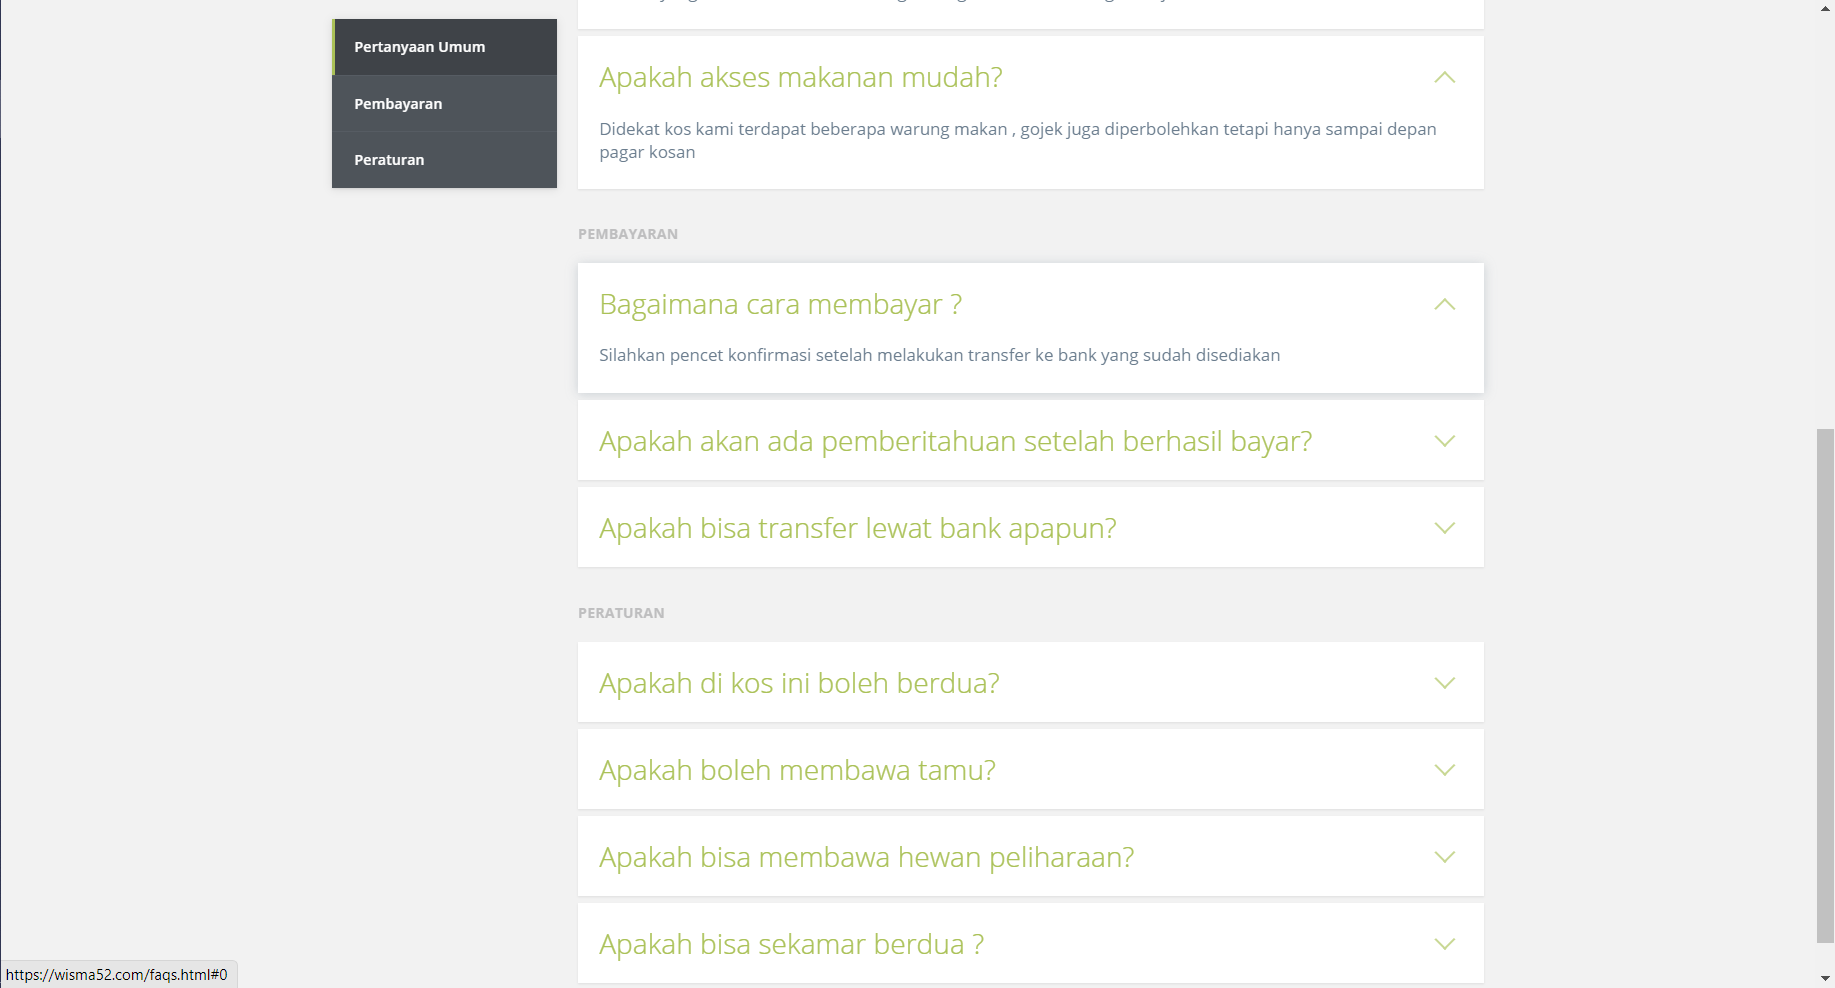 Pertanyaan Umum
Pembayaran
Peraturan
Apakah akses makanan mudah?
Didekat kos kami terdapat beberapa warung makan , gojek juga diperbolehkan tetapi hanya sampai depan
pagar kosan
PEMBAYARAN
Bagaimana cara membayar ?
Silahkan pencet konfirmasi setelah melakukan transfer ke bank yang sudah disediakan
Apakah akan ada pemberitahuan setelah berhasil bayar?
Apakah bisa transfer lewat bank apapun?
PERATURAN
Apakah di kos ini boleh berdua?
Apakah boleh membawa tamu?
Apakah bisa membawa hewan peliharaan?
Apakah bisa sekamar berdua ?
https://wisma52.com/faqs.html#0